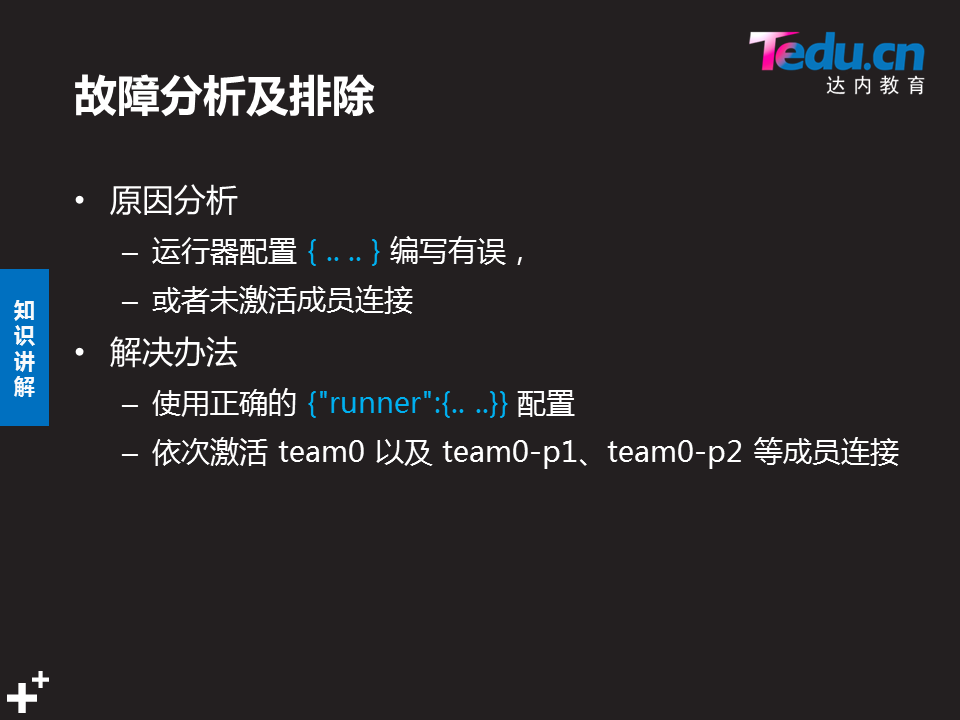 Tedu.cn
达内教育
故障分析及排除
• 原因分析
– 运行器配置 { .. .. } 编写有误，
– 或者未激活成员连接
• 解决办法
– 使用正确的 {"runner":{.. ..}} 配置
– 依次激活 team0 以及 team0-p1、team0-p2 等成员连接
知
识
讲
解